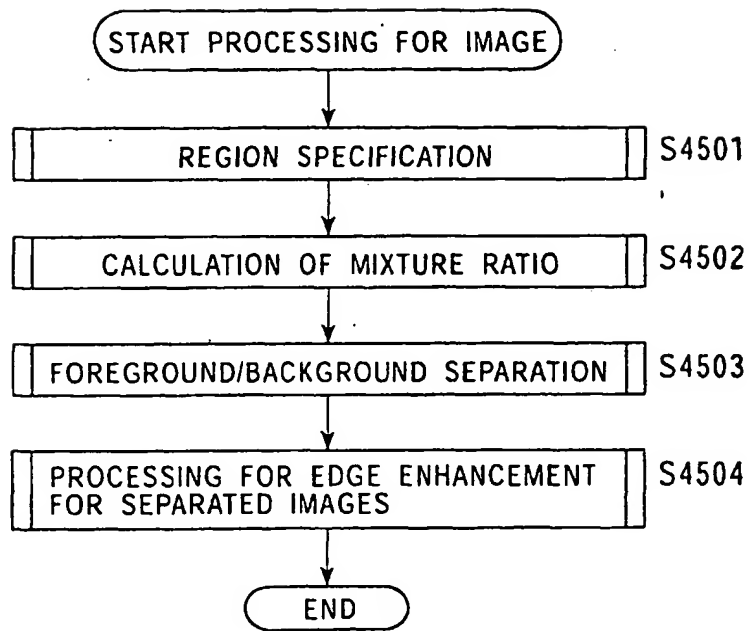 START PROCESSING FOR IMAGE
REGION SPECIFICATION S4501
CALCULATION OF MIXTURE RATIO S4502
FOREGROUND/BACKGROUND SEPARATION S4503
PROCESSING FOR EDGE ENHANCEMENT S4504
FOR SEPARATED IMAGES
END